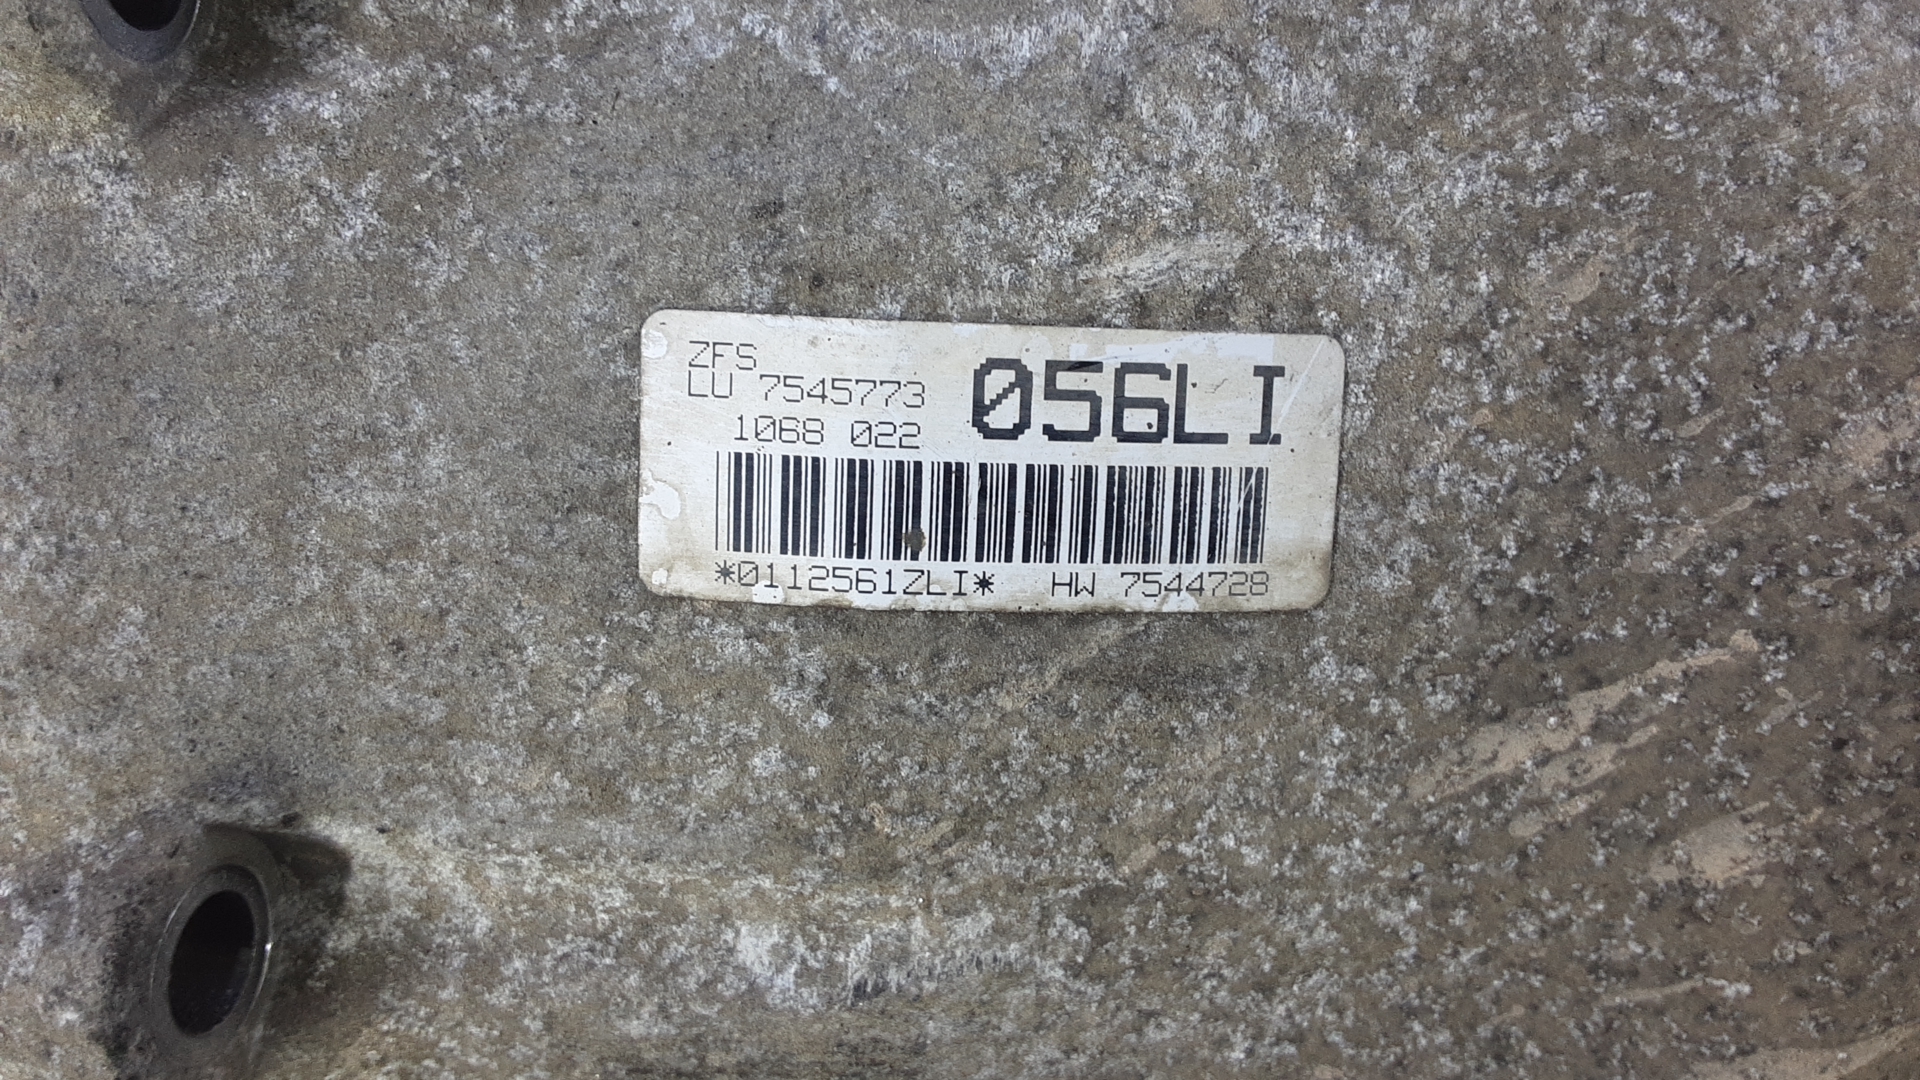 ZFS
LU 7545773
056LI
1068 022
*0112561ZLI* HW 7544728